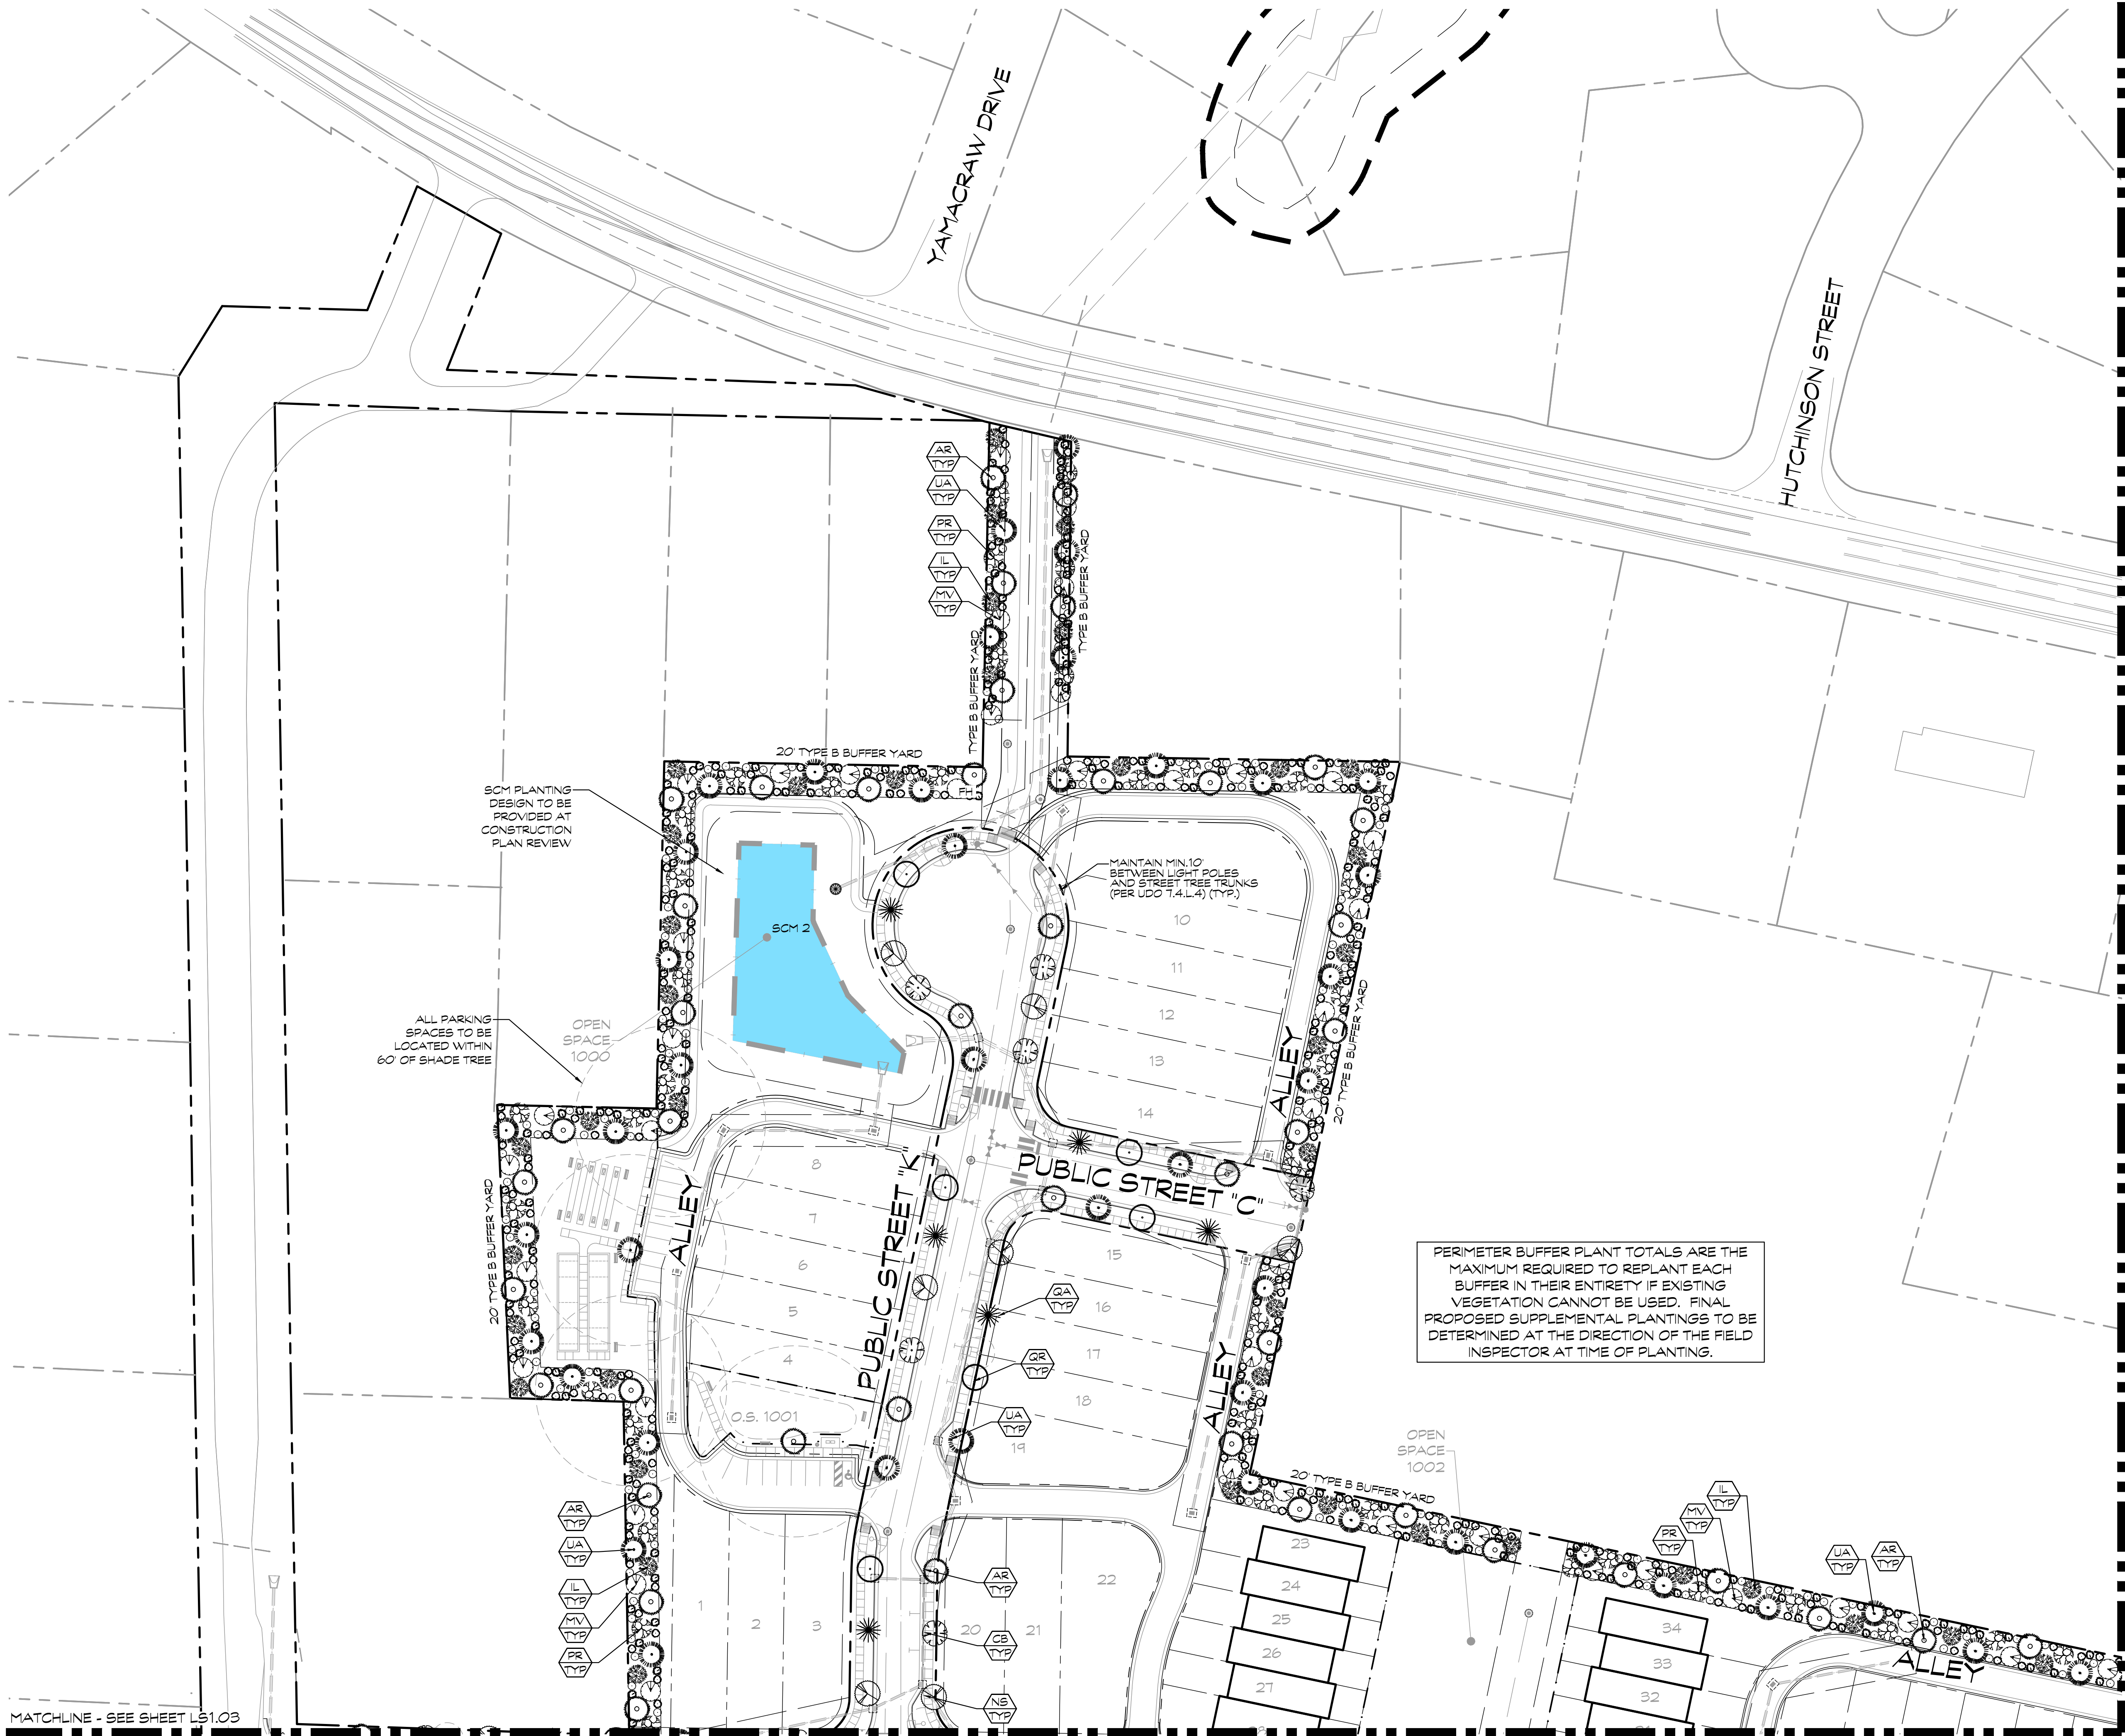 YAMACRAW DRIVE
HUTCHINSON STREET
AR
TYP
UA
TYP
PR
TYP
IL
TYP
MV
TYP
TYPE B BUFFER YARD
TYPE B BUFFER YARD
20' TYPE B BUFFER YARD
FH
SCM PLANTING
DESIGN TO BE
PROVIDED AT
CONSTRUCTION
PLAN REVIEW
MAINTAIN MIN.10'
BETWEEN LIGHT POLES
AND STREET TREE TRUNKS
(PER UDO 7.4.L.4) (TYP.)
SCM 2
10
11
12
13
14
ALLEY
20' TYPE B BUFFER YARD
ALL PARKING
SPACES TO BE
LOCATED WITHIN
60' OF SHADE TREE
OPEN
SPACE
1000
PUBLIC STREET "C"
PUBLIC STREET "K"
ALLEY
20' TYPE B BUFFER YARD
8
7
6
5
4
O.S. 1001
6
15
16
17
18
19
QA
TYP
QR
TYP
UA
TYP
ALLEY
PERIMETER BUFFER PLANT TOTALS ARE THE
MAXIMUM REQUIRED TO REPLANT EACH
BUFFER IN THEIR ENTIRETY IF EXISTING
VEGETATION CANNOT BE USED. FINAL
PROPOSED SUPPLEMENTAL PLANTINGS TO BE
DETERMINED AT THE DIRECTION OF THE FIELD
INSPECTOR AT TIME OF PLANTING.
OPEN
SPACE
1002
20' TYPE B BUFFER YARD
AR
TYP
UA
TYP
IL
TYP
MV
TYP
PR
TYP
1
2
3
20
21
22
AR
TYP
CB
TYP
NS
TYP
23
24
25
26
27
IL
TYP
MV
TYP
PR
TYP
UA
TYP
AR
TYP
34
33
32
ALLEY
MATCHLINE - SEE SHEET LS1.03